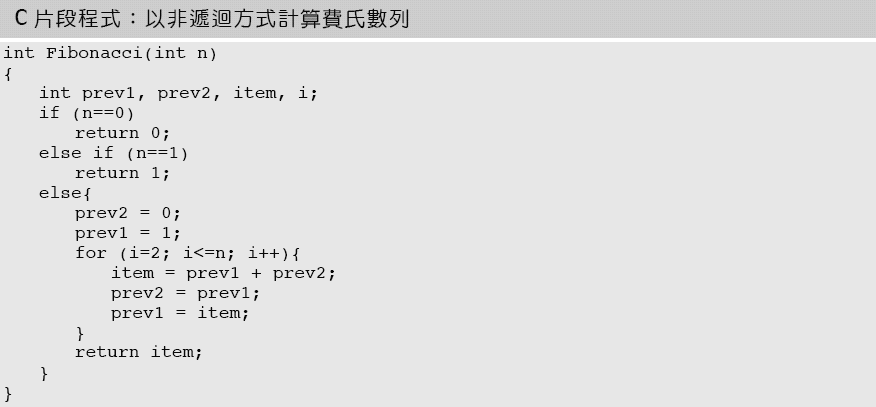 C 片段程式：以非遞迴方式計算費氏數列
int Fibonacci(int n)
{
    int prev1, prev2, item, i;
    if (n==0)
        return 0;
    else if (n==1)
        return 1;
    else{
        prev2 = 0;
        prev1 = 1;
        for (i=2; i<=n; i++){
            item = prev1 + prev2;
            prev2 = prev1;
            prev1 = item;
        }
        return item;
    }
}